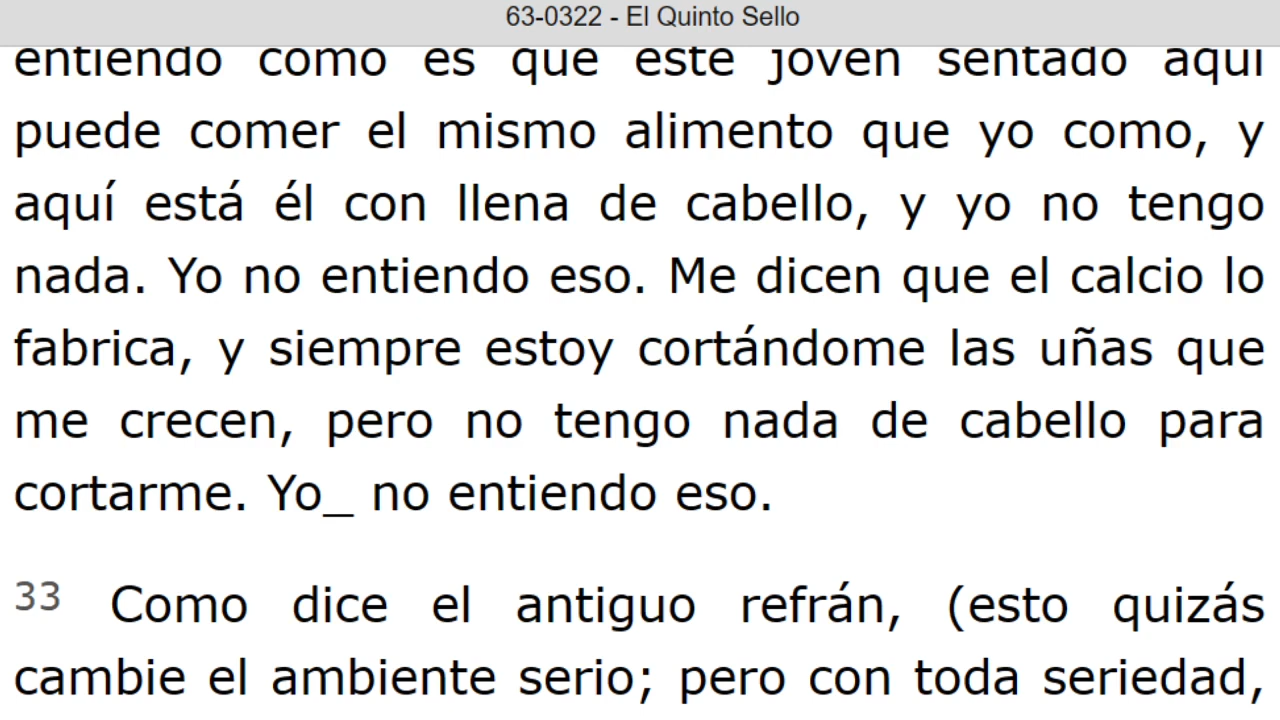 63-0322 - El Quinto Sello
entiendo como es que este joven sentado aquí
puede comer el mismo alimento que yo como, y
aquí está él con llena de cabello, y yo no tengo
nada. Yo no entiendo eso. Me dicen que el calcio lo
fabrica, y siempre estoy cortándome las uñas que
me crecen, pero no tengo nada de cabello para
cortarme. Yo_ no entiendo eso.
33 Como dice el antiguo refrán, (esto quizás
cambie el ambiente serio; pero con toda seriedad,